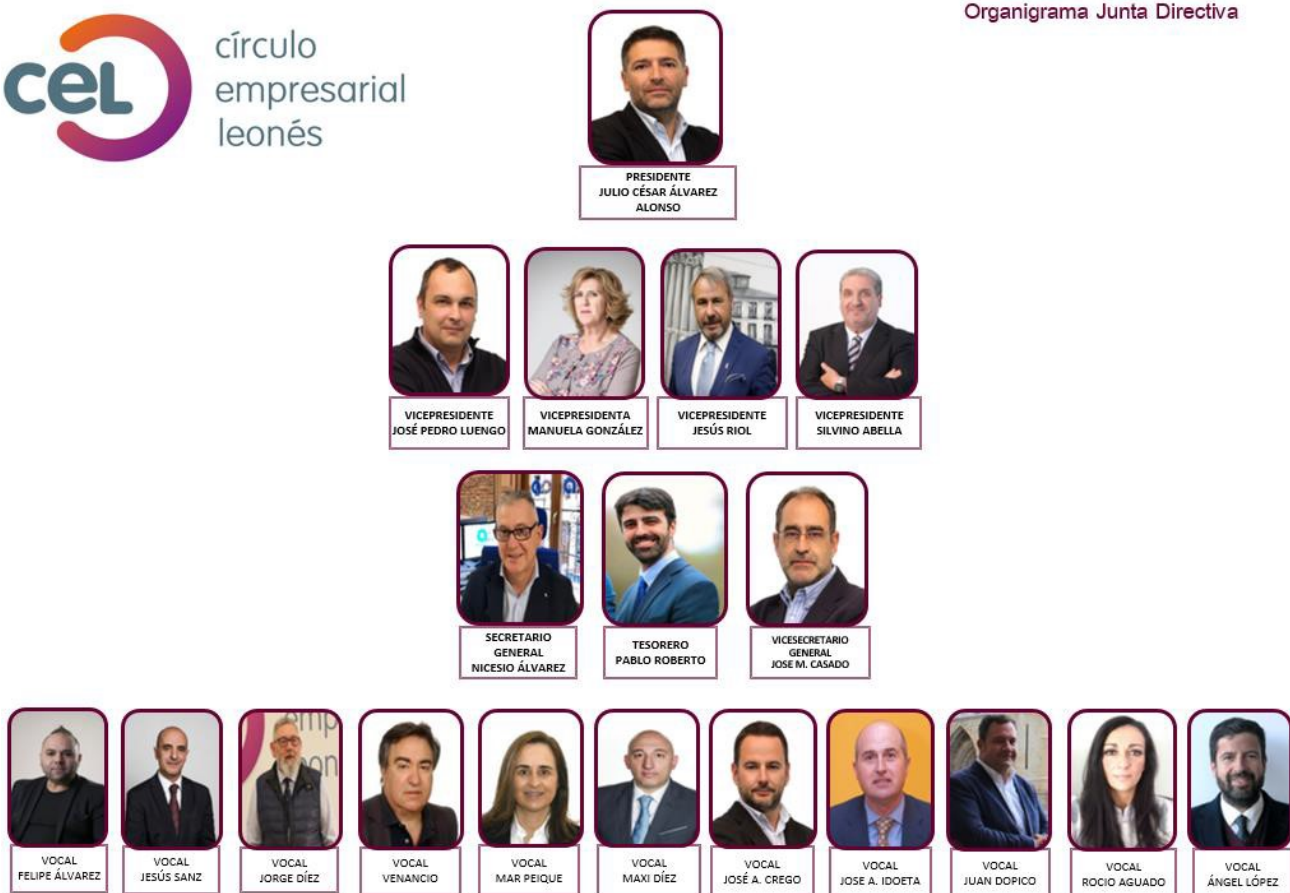 Organigrama Junta Directiva
cel
círculo
empresarial
leonés
PRESIDENTE
JULIO CÉSAR ÁLVAREZ
ALONSO
VICEPRESIDENTE
JOSÉ PEDRO LUENGO
VICEPRESIDENTA
MANUELA GONZÁLEZ
VICEPRESIDENTE
JESÚS RIOL
VICEPRESIDENTE
SILVINO ABELLA
SECRETARIO
GENERAL
NICESIO ÁLVAREZ
TESORERO
PABLO ROBERTO
VICESECRETARIO
GENERAL
JOSE M. CASADO
emp
leon
VOCAL
FELIPE ÁLVAREZ
VOCAL
JESÚS SANZ
VOCAL
JORGE DÍEZ
VOCAL
VENANCIO
VOCAL
MAR PEIQUE
VOCAL
MAXI DÍEZ
VOCAL
JOSÉ A. CREGO
VOCAL
JOSE A. IDOETA
VOCAL
JUAN DOPICO
VOCAL
ROCIO AGUADO
VOCAL
ÁNGEL LÓPEZ